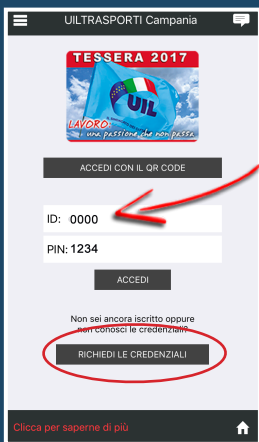 UILTRASPORTI Campania
TESSERA 2017
UIL
LAVORO
una passione che non passa
ACCEDI CON IL QR CODE
ID: 0000
PIN: 1234
ACCEDI
Non sei ancora iscritto oppure
non conosci le credenziali?
RICHIEDI LE CREDENZIALI
Clicca per saperne di più